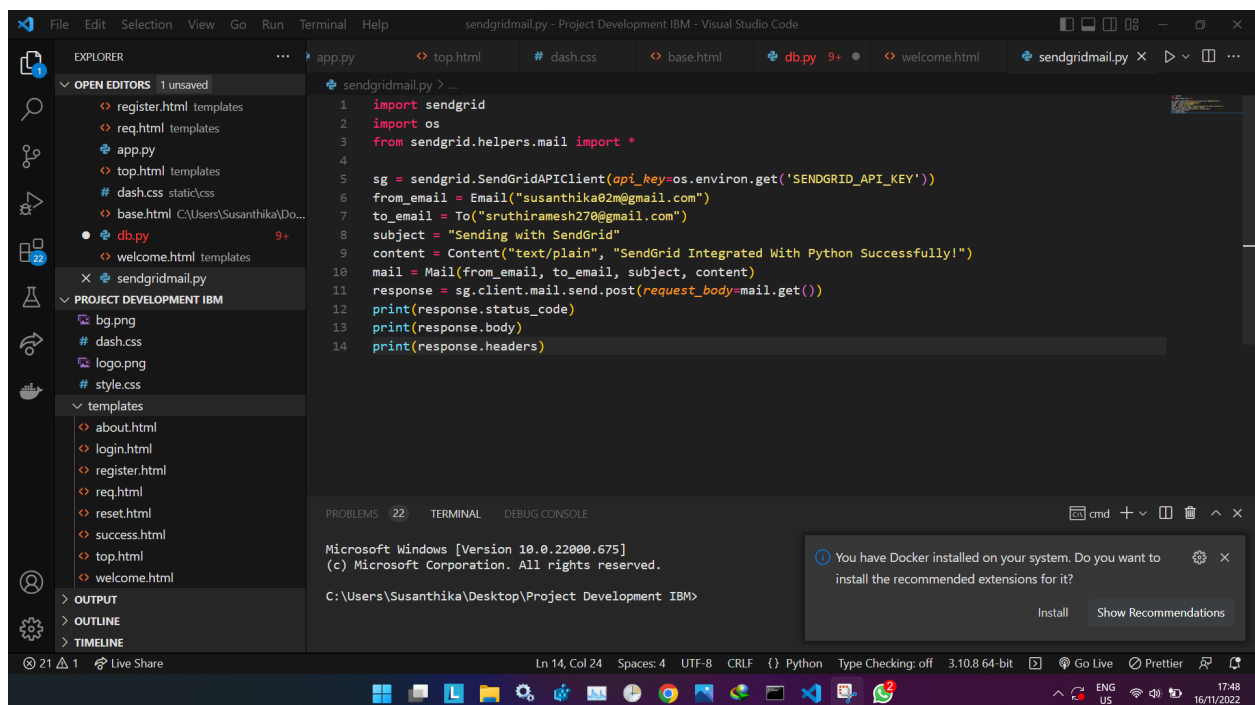 File Edit Selection View Go Run Terminal Help sendgridmail.py - Project Development IBM - Visual Studio Code
EXPLORER
app.py
top.html
# dash.css
base.html
db.py 9+
welcome.html
sendgridmail.py
OPEN EDITORS 1 unsaved
register.html templates
req.html templates
app.py
top.html templates
# dash.css static\css
base.html C:\Users\Susanthika\Do...
db.py 9+
welcome.html templates
sendgridmail.py
PROJECT DEVELOPMENT IBM
bg.png
# dash.css
logo.png
# style.css
templates
about.html
login.html
register.html
req.html
reset.html
success.html
top.html
welcome.html
OUTPUT
OUTLINE
TIMELINE
1
22
sendgridmail.py > ...
1 import sendgrid
2 import os
3 from sendgrid.helpers.mail import *
4
5 sg = sendgrid.SendGridAPIClient(api_key=os.environ.get('SENDGRID_API_KEY'))
6 from_email = Email("susanthika02m@gmail.com")
7 to_email = To("sruthiramesh270@gmail.com")
8 subject = "Sending with SendGrid"
9 content = Content("text/plain", "SendGrid Integrated With Python Successfully!")
10 mail = Mail(from_email, to_email, subject, content)
11 response = sg.client.mail.send.post(request_body=mail.get())
12 print(response.status_code)
13 print(response.body)
14 print(response.headers)
PROBLEMS 22 TERMINAL DEBUG CONSOLE
cmd
Microsoft Windows [Version 10.0.22000.675]
(c) Microsoft Corporation. All rights reserved.
C:\Users\Susanthika\Desktop\Project Development IBM>
You have Docker installed on your system. Do you want to
install the recommended extensions for it?
Install Show Recommendations
21 1 Live Share Ln 14, Col 24 Spaces: 4 UTF-8 CRLF {} Python Type Checking: off 3.10.8 64-bit Go Live Prettier
L
2
ENG
US
17:48
16/11/2022